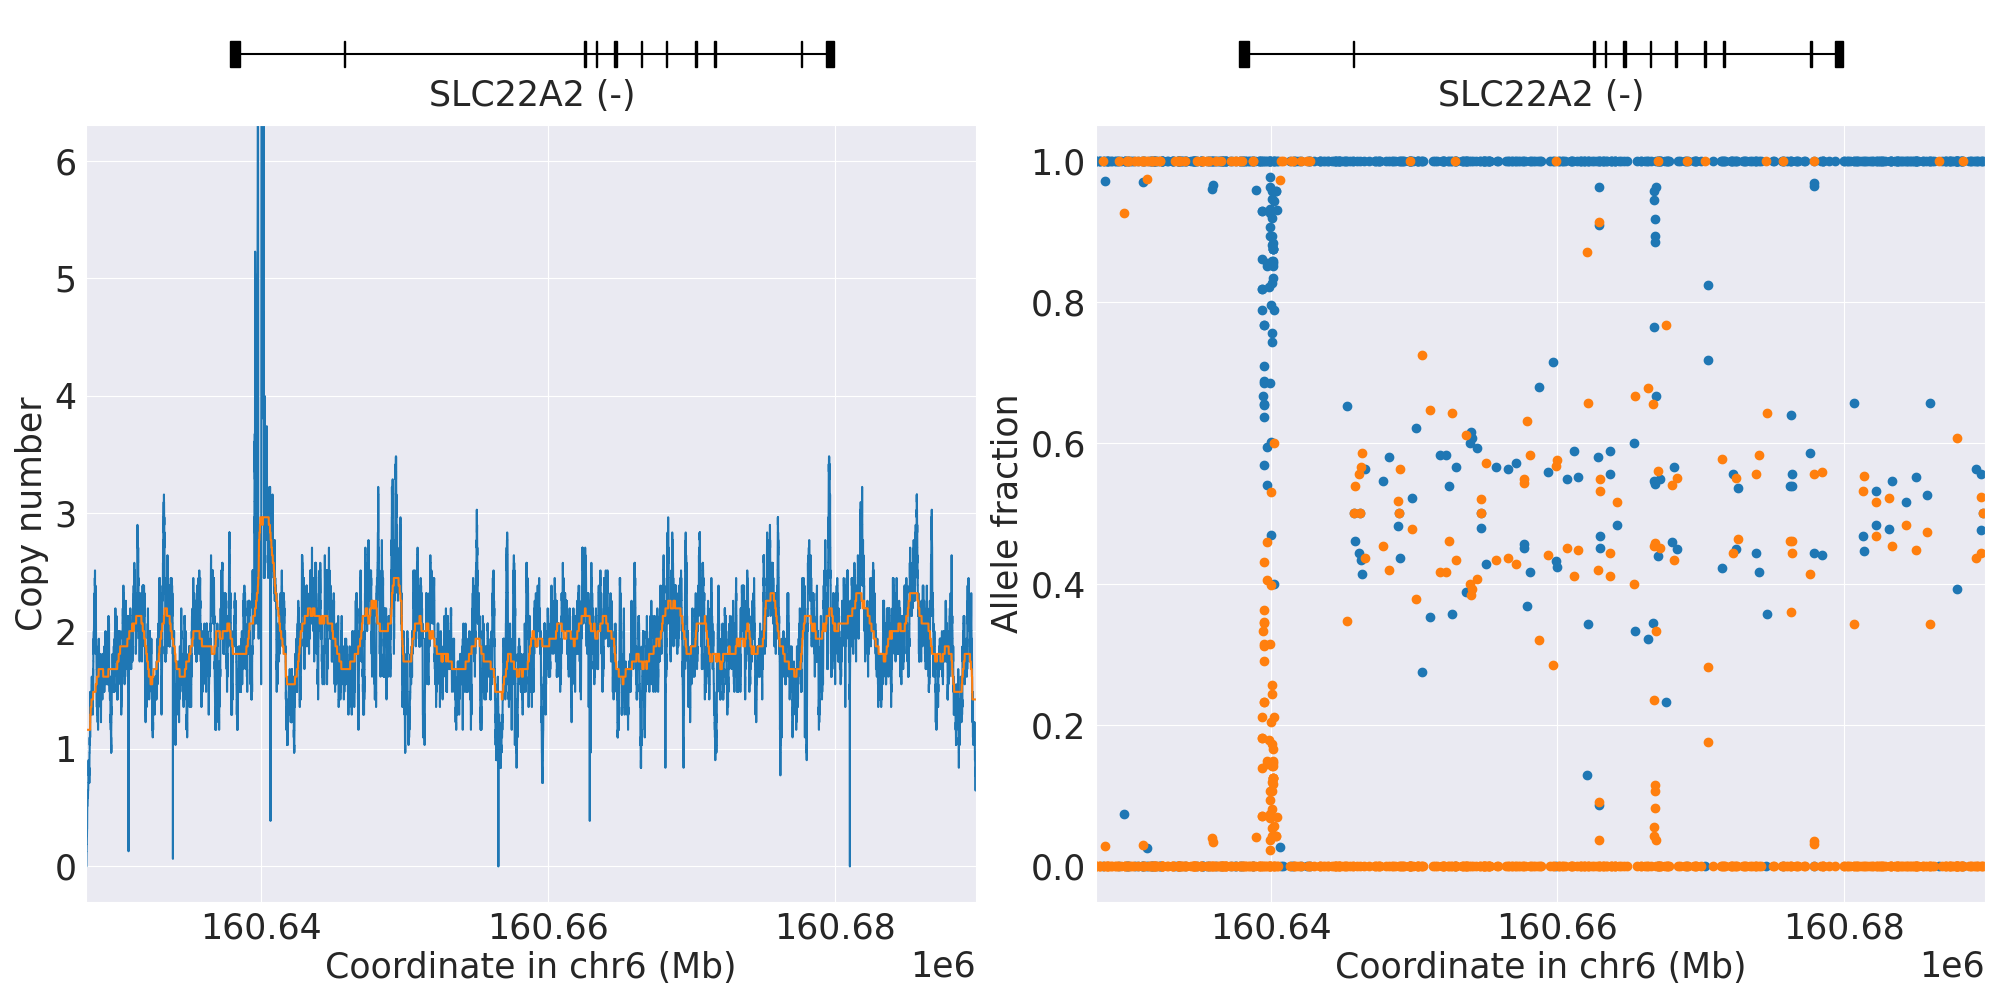 SLC22A2 (-)
Copy number
6
5
4
3
2
1
0
160.64
160.66
160.68
Coordinate in chr6 (Mb)
1e6
SLC22A2 (-)
Allele fraction
1.0
0.8
0.6
0.4
0.2
0.0
160.64
160.66
160.68
Coordinate in chr6 (Mb)
1e6